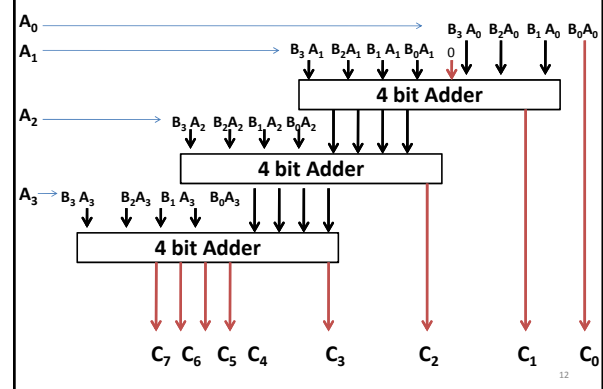 A₀
B₃ A₀ B₂A₀ B₁ A₀ B₀A₀
A₁
B₃ A₁ B₂A₁ B₁ A₁ B₀A₁ 0
4 bit Adder
A₂
B₃ A₂ B₂A₂ B₁ A₂ B₀A₂
4 bit Adder
A₃
B₃ A₃ B₂A₃ B₁ A₃ B₀A₃
4 bit Adder
C₇ C₆ C₅ C₄ C₃ C₂ C₁ C₀
12